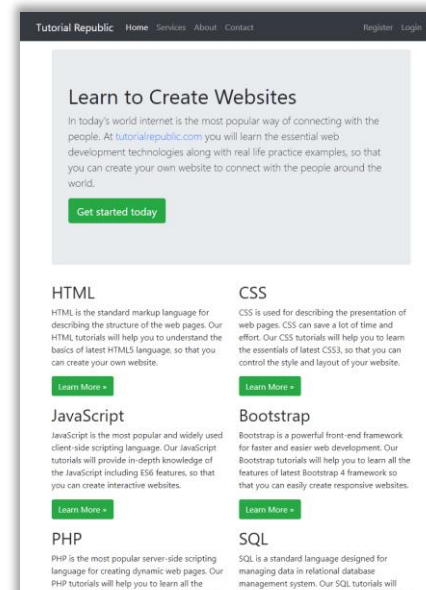 Tutorial Republic Home Services About Contact Register Login
Learn to Create Websites
In today's world internet is the most popular way of connecting with the
people. At tutorialrepublic.com you will learn the essential web
development technologies along with real life practice examples, so that
you can create your own website to connect with the people around the
world.
Get started today
HTML
HTML is the standard markup language for
describing the structure of the web pages. Our
HTML tutorials will help you to understand the
basics of latest HTML5 language, so that you
can create your own website.
Learn More »
CSS
CSS is used for describing the presentation of
web pages. CSS can save a lot of time and
effort. Our CSS tutorials will help you to learn
the essentials of latest CSS3, so that you can
control the style and layout of your website.
Learn More »
JavaScript
JavaScript is the most popular and widely used
client-side scripting language. Our JavaScript
tutorials will provide in-depth knowledge of
the JavaScript including ES6 features, so that
you can create interactive websites.
Learn More »
Bootstrap
Bootstrap is a powerful front-end framework
for faster and easier web development. Our
Bootstrap tutorials will help you to learn all the
features of latest Bootstrap 4 framework so
that you can easily create responsive websites.
Learn More »
PHP
PHP is the most popular server-side scripting
language for creating dynamic web pages. Our
PHP tutorials will help you to learn all the
SQL
SQL is a standard language designed for
managing data in relational database
management system. Our SQL tutorials will